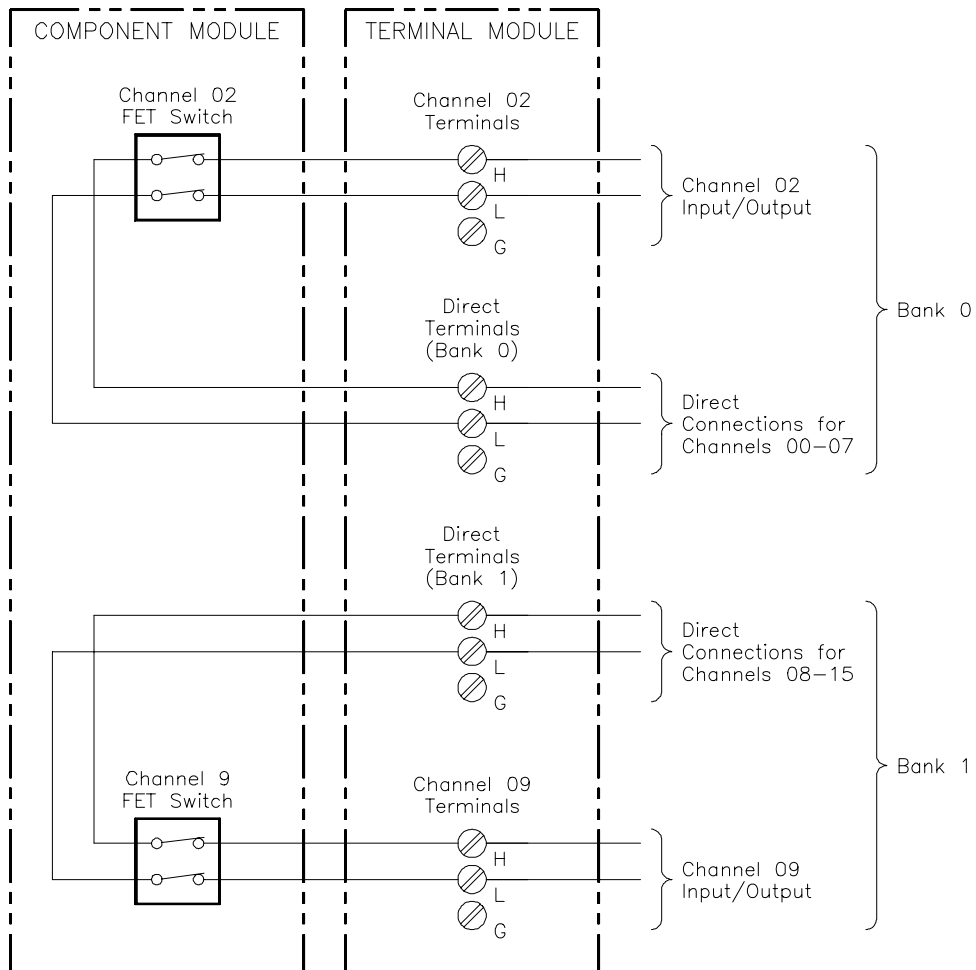 COMPONENT MODULE
TERMINAL MODULE
Channel 02
FET Switch
Channel 02
Terminals
H
L
G
Channel 02
Input/Output
Direct
Terminals
(Bank 0)
H
L
G
Direct
Connections for
Channels 00-07
Bank 0
Direct
Terminals
(Bank 1)
H
L
G
Direct
Connections for
Channels 08-15
Bank 1
Channel 9
FET Switch
Channel 09
Terminals
H
L
G
Channel 09
Input/Output